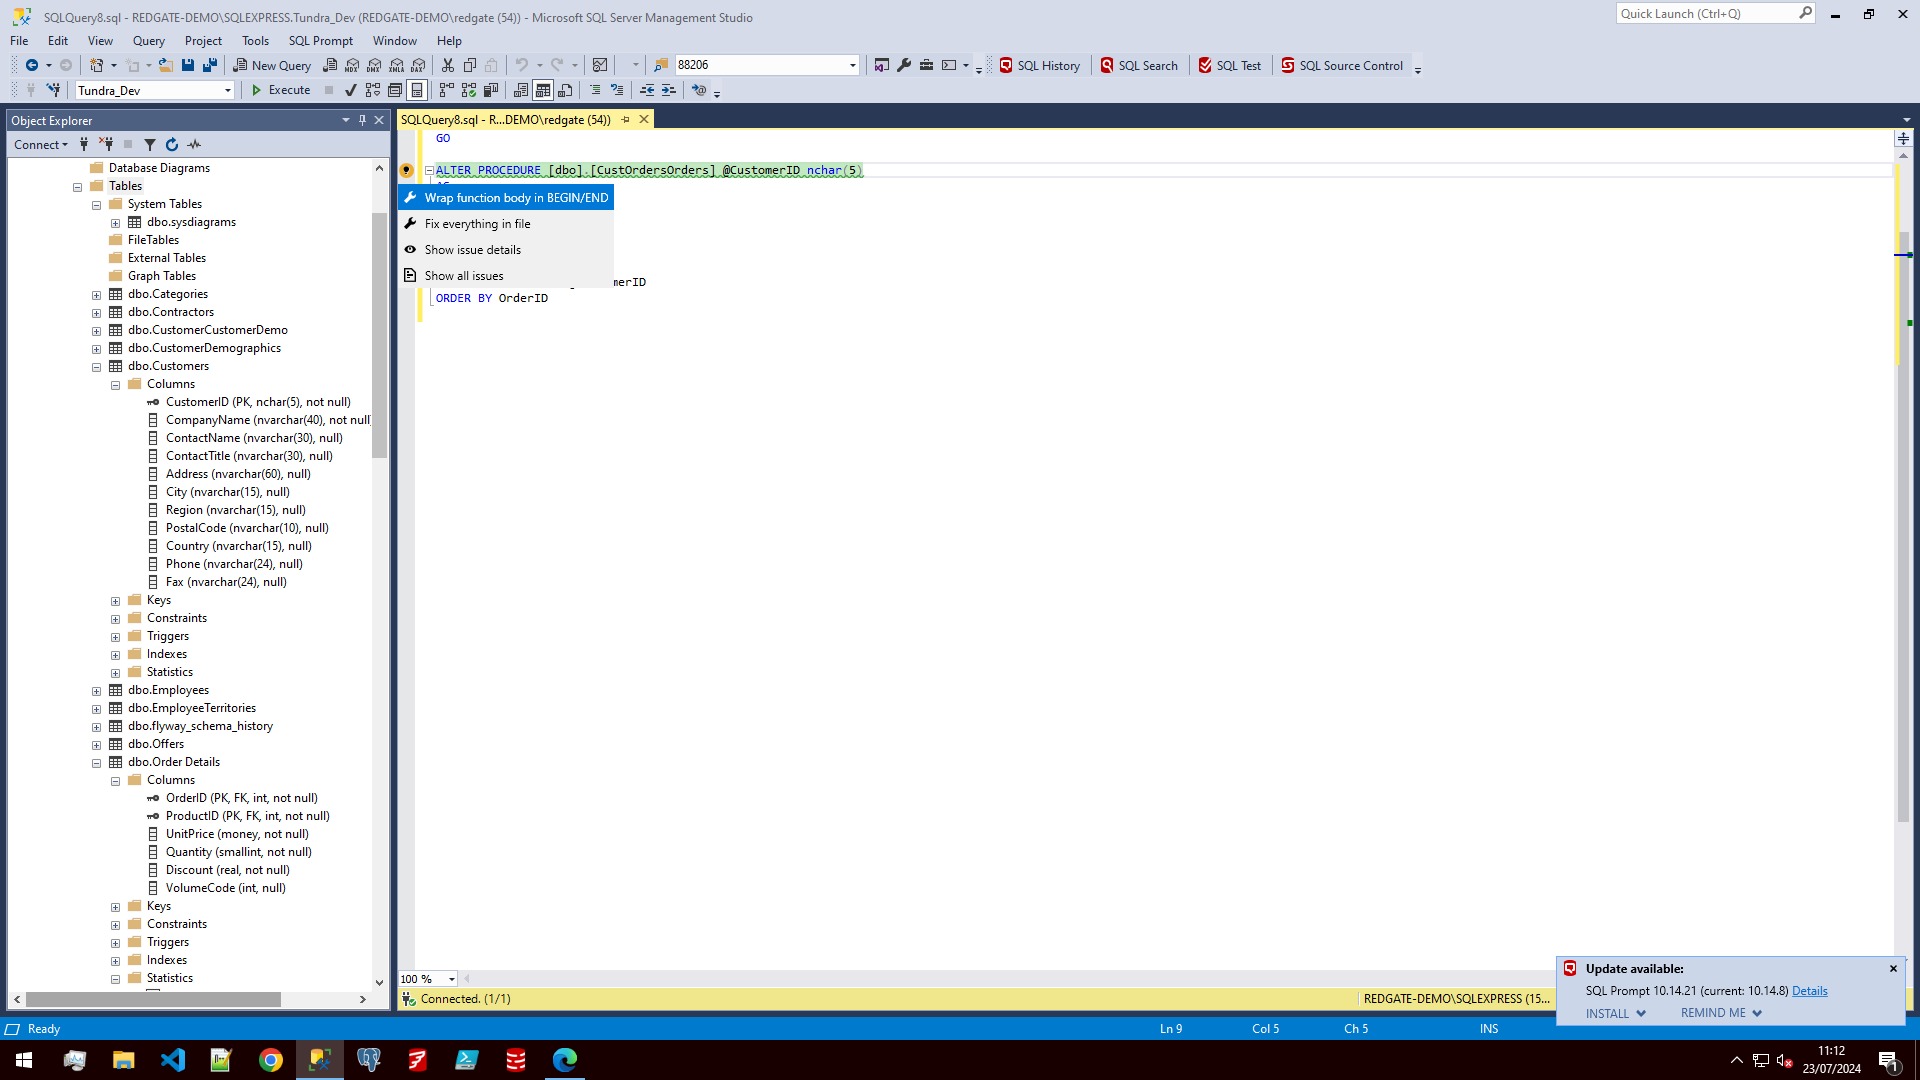 SQLQuery8.sql - REDGATE-DEMO\SQLEXPRESS.Tundra_Dev (REDGATE-DEMO\redgate (54)) - Microsoft SQL Server Management Studio
Quick Launch (Ctrl+Q)
File Edit View Query Project Tools SQL Prompt Window Help
New Query
MDX DMX XMLA DAX
88206
SQL History
SQL Search
SQL Test
SQL Source Control
Tundra_Dev
Execute
Object Explorer
SQLQuery8.sql - R...DEMO\redgate (54))
Connect
GO
ALTER PROCEDURE [dbo].[CustOrdersOrders] @CustomerID nchar(5)
Wrap function body in BEGIN/END
Fix everything in file
Show issue details
Show all issues
merID
ORDER BY OrderID
Database Diagrams
Tables
System Tables
dbo.sysdiagrams
FileTables
External Tables
Graph Tables
dbo.Categories
dbo.Contractors
dbo.CustomerCustomerDemo
dbo.CustomerDemographics
dbo.Customers
Columns
CustomerID (PK, nchar(5), not null)
CompanyName (nvarchar(40), not null
ContactName (nvarchar(30), null)
ContactTitle (nvarchar(30), null)
Address (nvarchar(60), null)
City (nvarchar(15), null)
Region (nvarchar(15), null)
PostalCode (nvarchar(10), null)
Country (nvarchar(15), null)
Phone (nvarchar(24), null)
Fax (nvarchar(24), null)
Keys
Constraints
Triggers
Indexes
Statistics
dbo.Employees
dbo.EmployeeTerritories
dbo.flyway_schema_history
dbo.Offers
dbo.Order Details
Columns
OrderID (PK, FK, int, not null)
ProductID (PK, FK, int, not null)
UnitPrice (money, not null)
Quantity (smallint, not null)
Discount (real, not null)
VolumeCode (int, null)
Keys
Constraints
Triggers
Indexes
Statistics
100 %
Connected. (1/1)
REDGATE-DEMO\SQLEXPRESS (15...
Update available:
SQL Prompt 10.14.21 (current: 10.14.8) Details
INSTALL
REMIND ME
Ready
Ln 9
Col 5
Ch 5
INS
11:12
23/07/2024
1